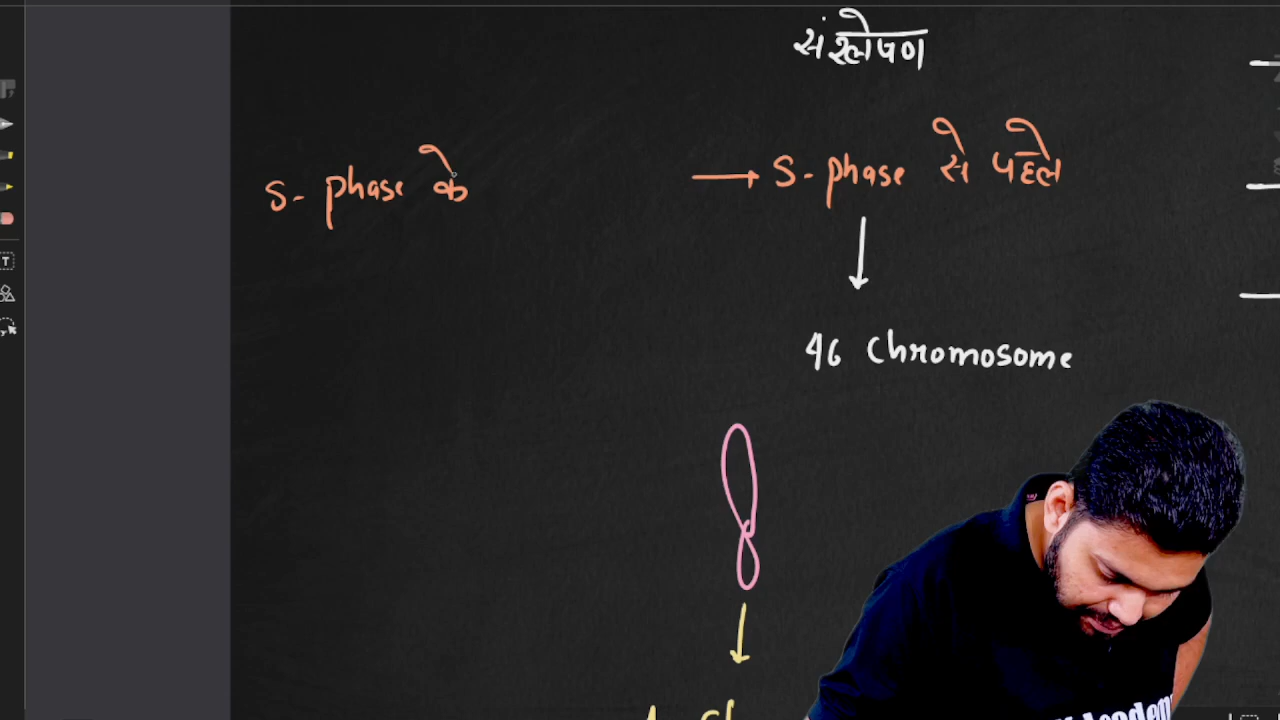 संश्लेषण
S- phase के
→ S- phase से पहले
46 Chromosome